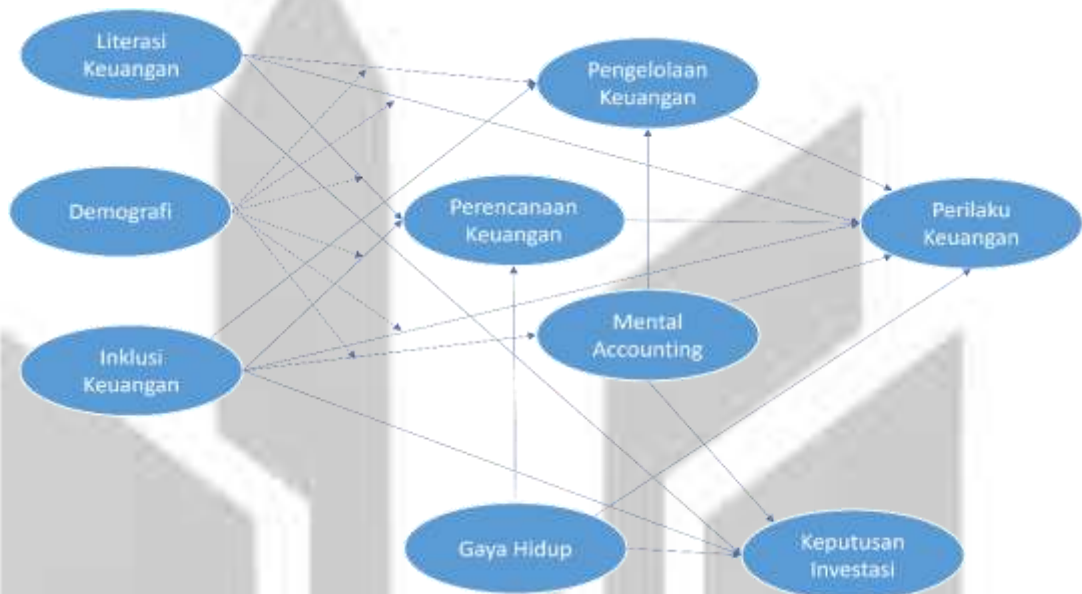 Literasi
Keuangan
Pengelolaan
Keuangan
Demografi
Perencanaan
Keuangan
Perilaku
Keuangan
Inklusi
Keuangan
Mental
Accounting
Gaya Hidup
Keputusan
Investasi